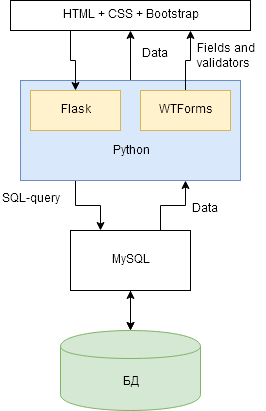 HTML + CSS + Bootstrap
Data
Fields and
validators
Flask
WTForms
Python
SQL-query
Data
MySQL
БД